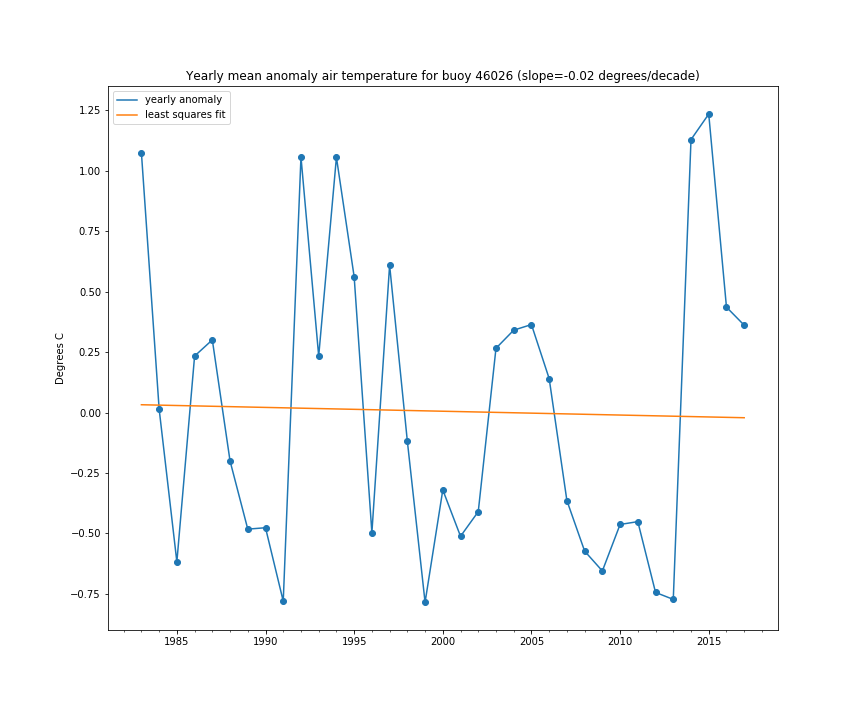 Yearly mean anomaly air temperature for buoy 46026 (slope=-0.02 degrees/decade)
yearly anomaly
least squares fit
Degrees C
1.25
1.00
0.75
0.50
0.25
0.00
−0.25
−0.50
−0.75
1985 1990 1995 2000 2005 2010 2015